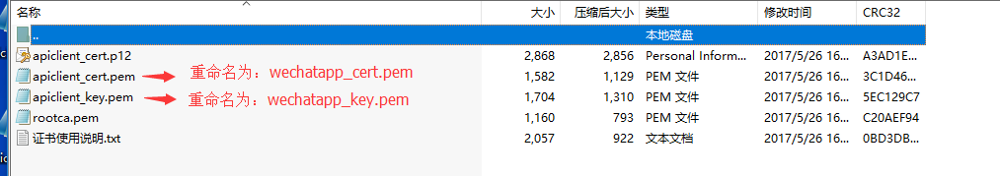 名称 大小 压缩后大小 类型 修改时间 CRC32
.. 本地磁盘
apiclient_cert.p12 2,868 2,856 Personal Inform... 2017/5/26 16... A3AD1E...
apiclient_cert.pem 重命名为：wechatapp_cert.pem 1,582 1,129 PEM 文件 2017/5/26 16... 3C1D46...
apiclient_key.pem 重命名为：wechatapp_key.pem 1,704 1,310 PEM 文件 2017/5/26 16... 5EC129C7
rootca.pem 1,160 793 PEM 文件 2017/5/26 16... C20AEF94
证书使用说明.txt 2,057 922 文本文档 2017/5/26 16... 0BD3DB...